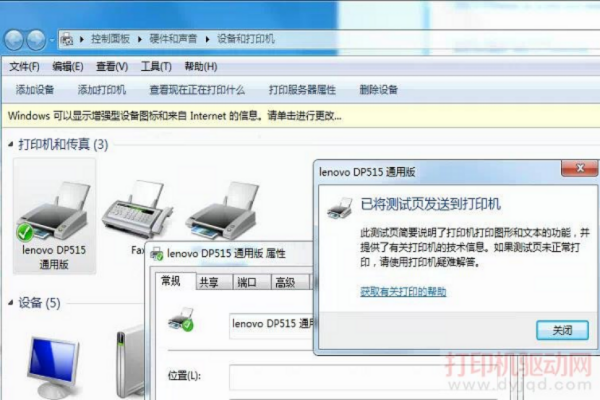 控制面板 ▸ 硬件和声音 ▸ 设备和打印机
文件(F) 编辑(E) 查看(V) 工具(T) 帮助(H)
添加设备 添加打印机 查看现在正在打印什么 打印服务器属性 删除设备
Windows 可以显示增强型设备图标和来自 Internet 的信息。请单击进行更改...
打印机和传真 (3)
lenovo DP515
通用版
Fax
lenovo DP515 通用版
已将测试页发送到打印机
此测试页简要说明了打印机打印图形和文本的功能，并
提供了有关打印机的技术信息。如果测试页未正常打
印，请使用打印机疑难解答。
获取有关打印的帮助
关闭
lenovo DP515 通用版 属性
常规 共享 端口 高级
lenovo DP515 通用
位置(L):
设备 (5)
打印机驱动网
www.dyjqd.com